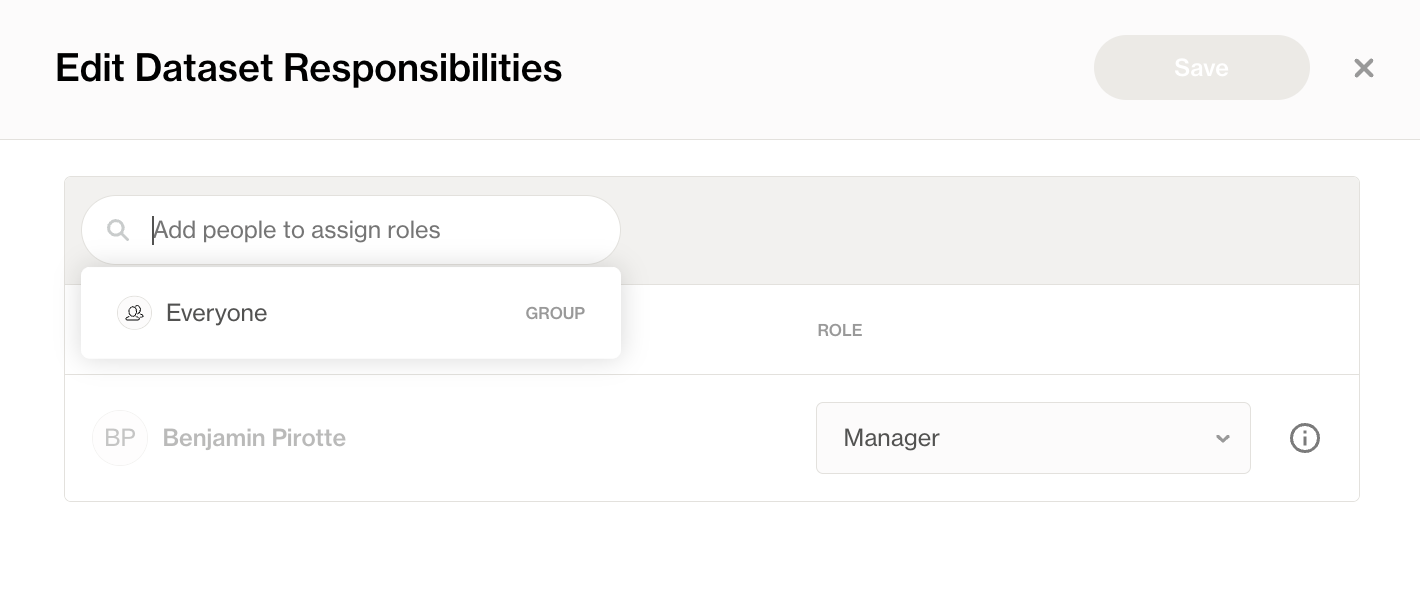 Edit Dataset Responsibilities
Save
Add people to assign roles
Everyone
GROUP
ROLE
BP
Benjamin Pirotte
Manager